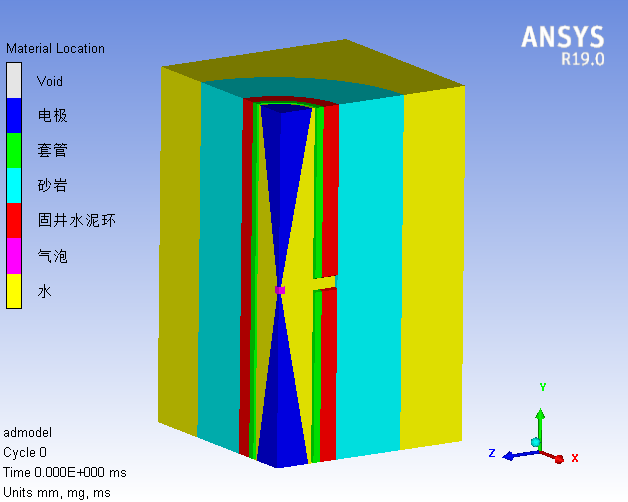 Material Location
ANSYS
R19.0
Void
电极
套管
砂岩
固井水泥环
气泡
水
admodel
Cycle 0
Time 0.000E+000 ms
Units mm, mg, ms
Y
Z
X